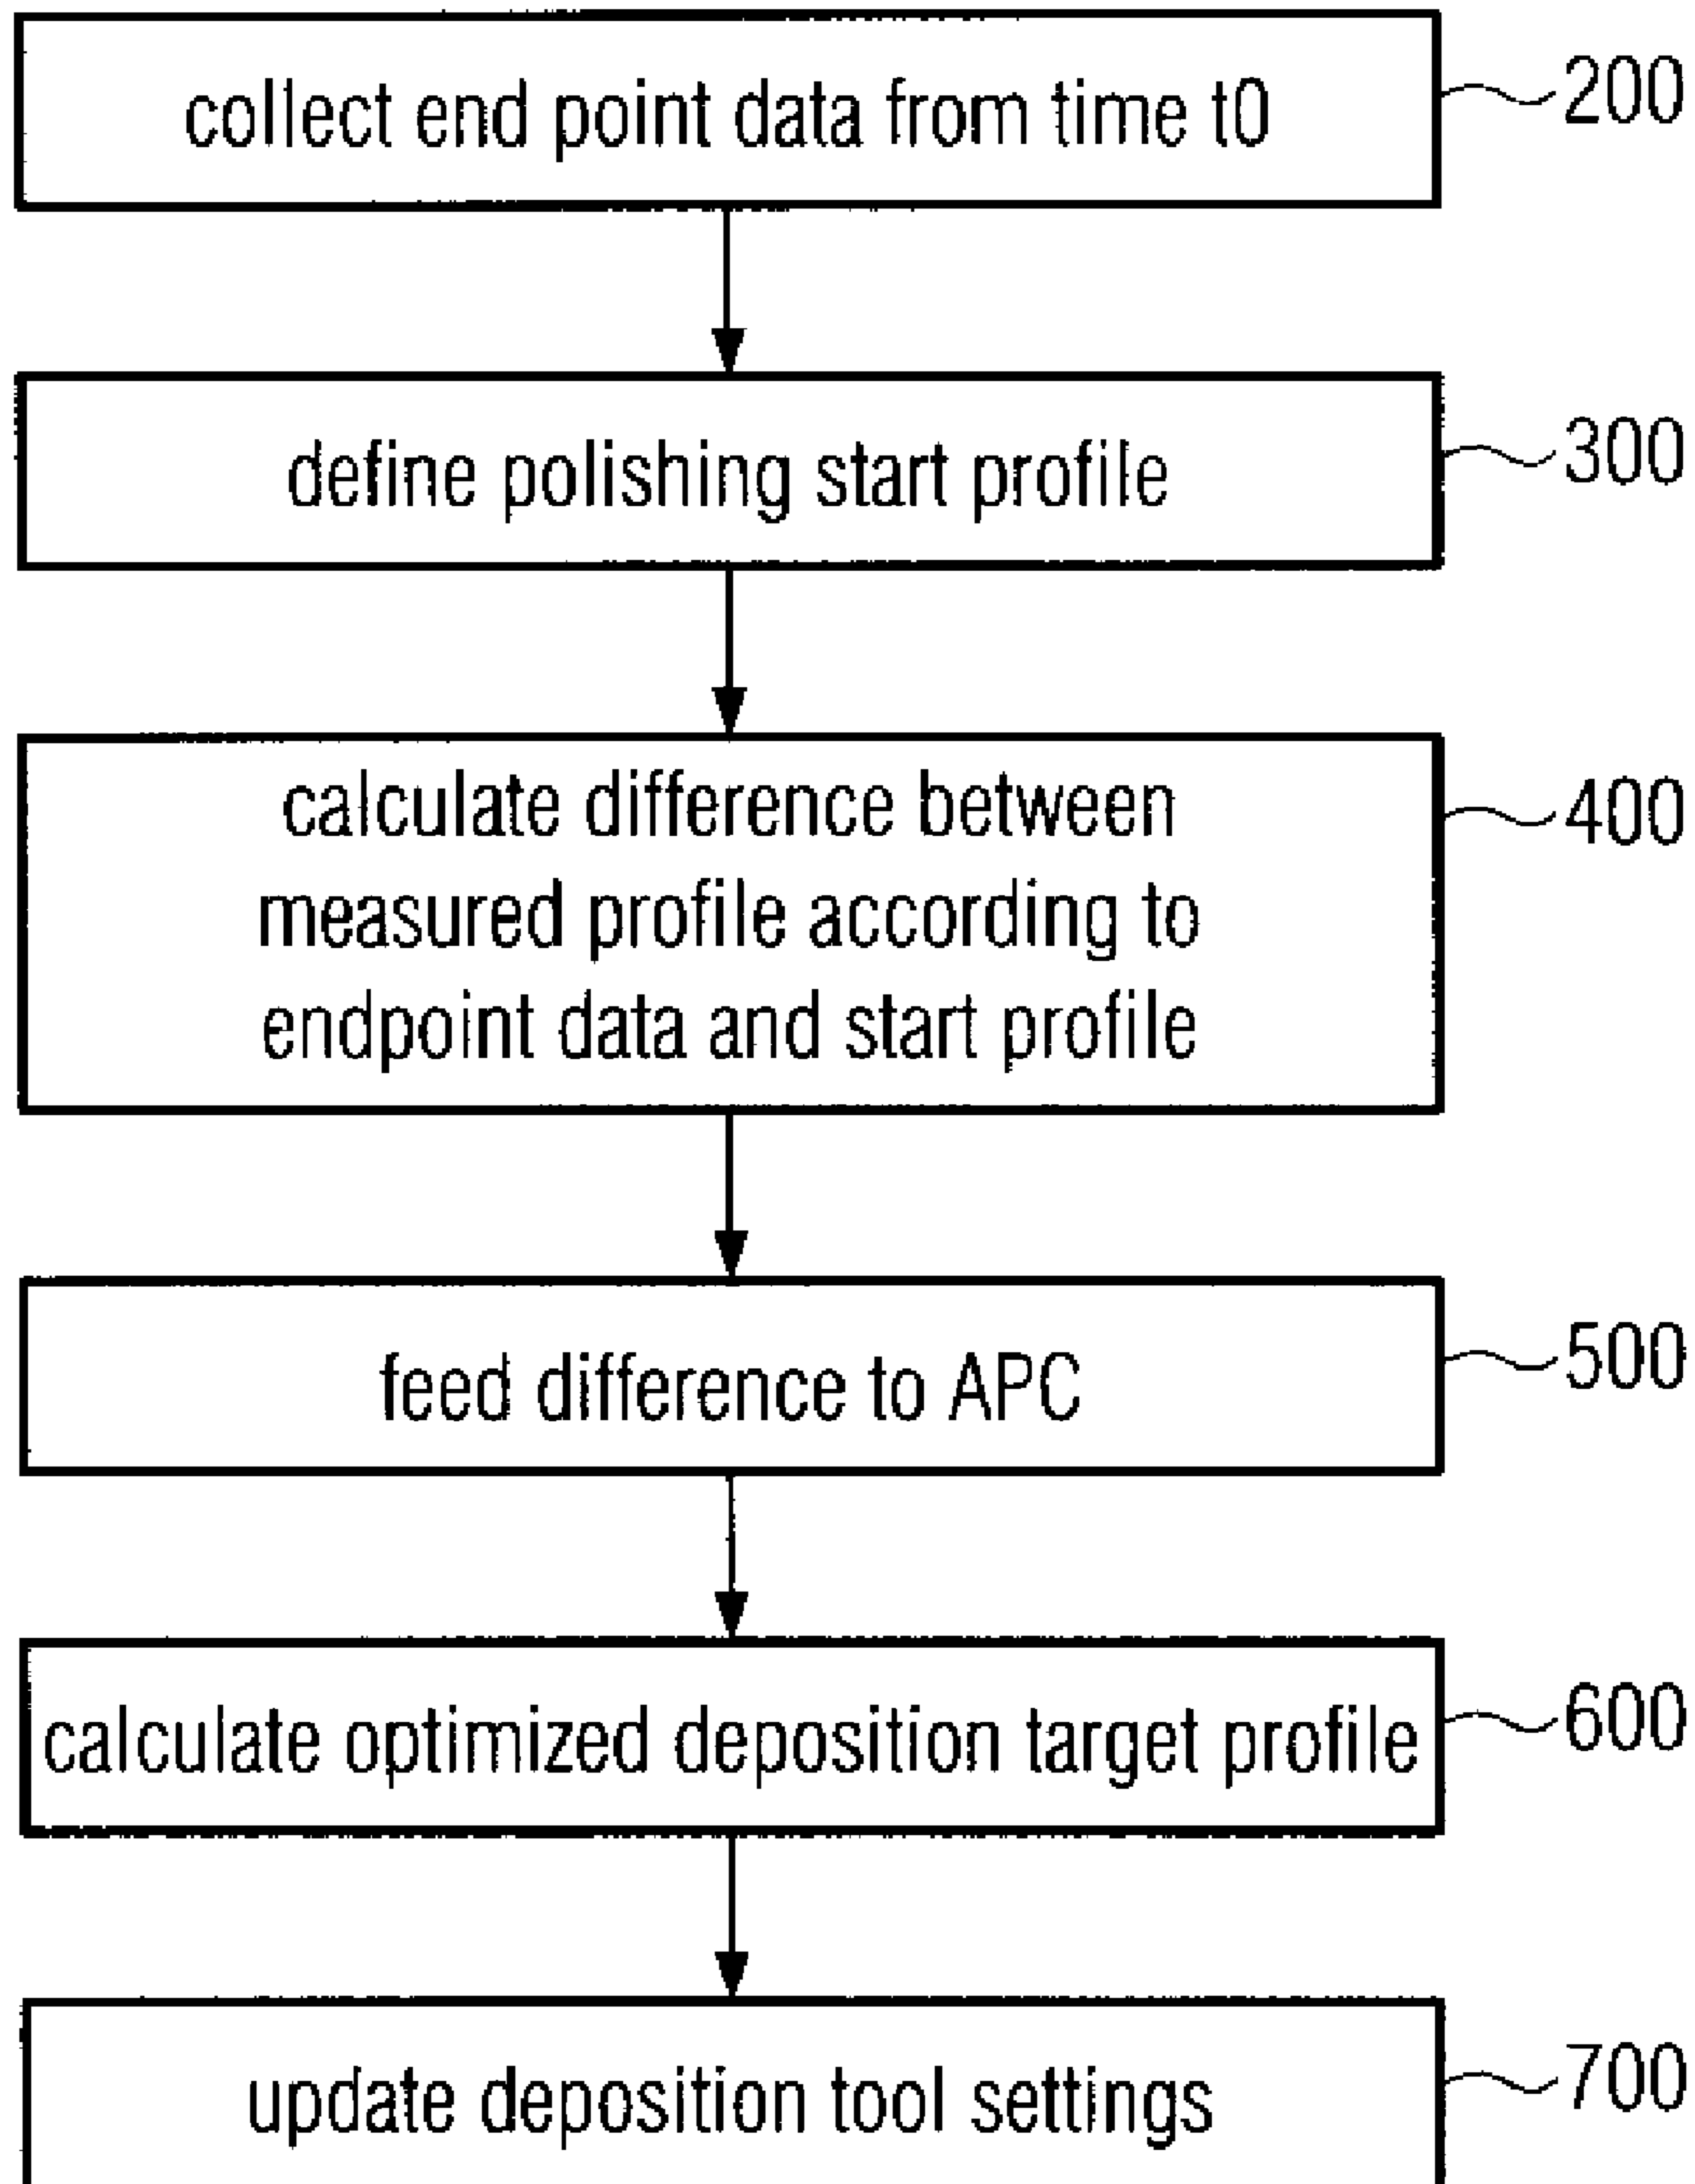 collect end point data from time t0
200
define polishing start profile
300
calculate difference between
400
measured profile according to
endpoint data and start profile
feed difference to APC
500
calculate optimized deposition target profile
600
update deposition tool settings
700